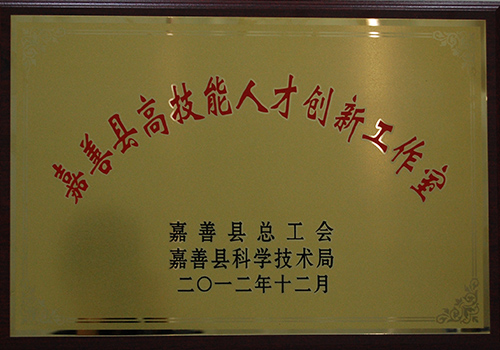 嘉善县高技能人才创新工作室
嘉善县总工会
嘉善县科学技术局
二〇一二年十二月